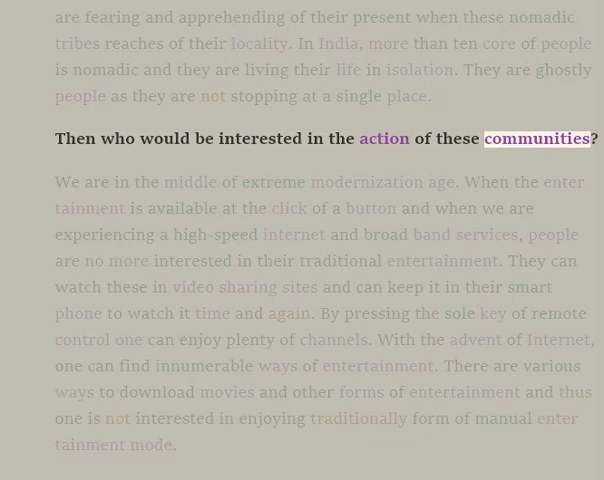 are fearing and apprehending of their present when these nomadic
tribes reaches of their locality. In India, more than ten core of people
is nomadic and they are living their life in isolation. They are ghostly
people as they are not stopping at a single place.
Then who would be interested in the action of these communities?
We are in the middle of extreme modernization age. When the enter
tainment is available at the click of a button and when we are
experiencing a high-speed internet and broad band services, people
are no more interested in their traditional entertainment. They can
watch these in video sharing sites and can keep it in their smart
phone to watch it time and again. By pressing the sole key of remote
control one can enjoy plenty of channels. With the advent of Internet,
one can find innumerable ways of entertainment. There are various
ways to download movies and other forms of entertainment and thus
one is not interested in enjoying traditionally form of manual enter
tainment mode.